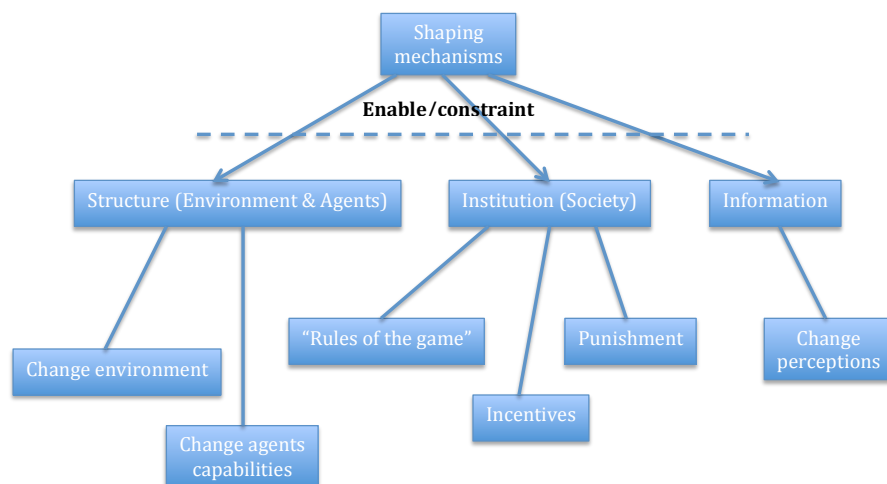 Shaping
mechanisms
Enable/constraint
Structure (Environment & Agents)
Institution (Society)
Information
"Rules of the game"
Punishment
Change
perceptions
Change environment
Incentives
Change agents
capabilities